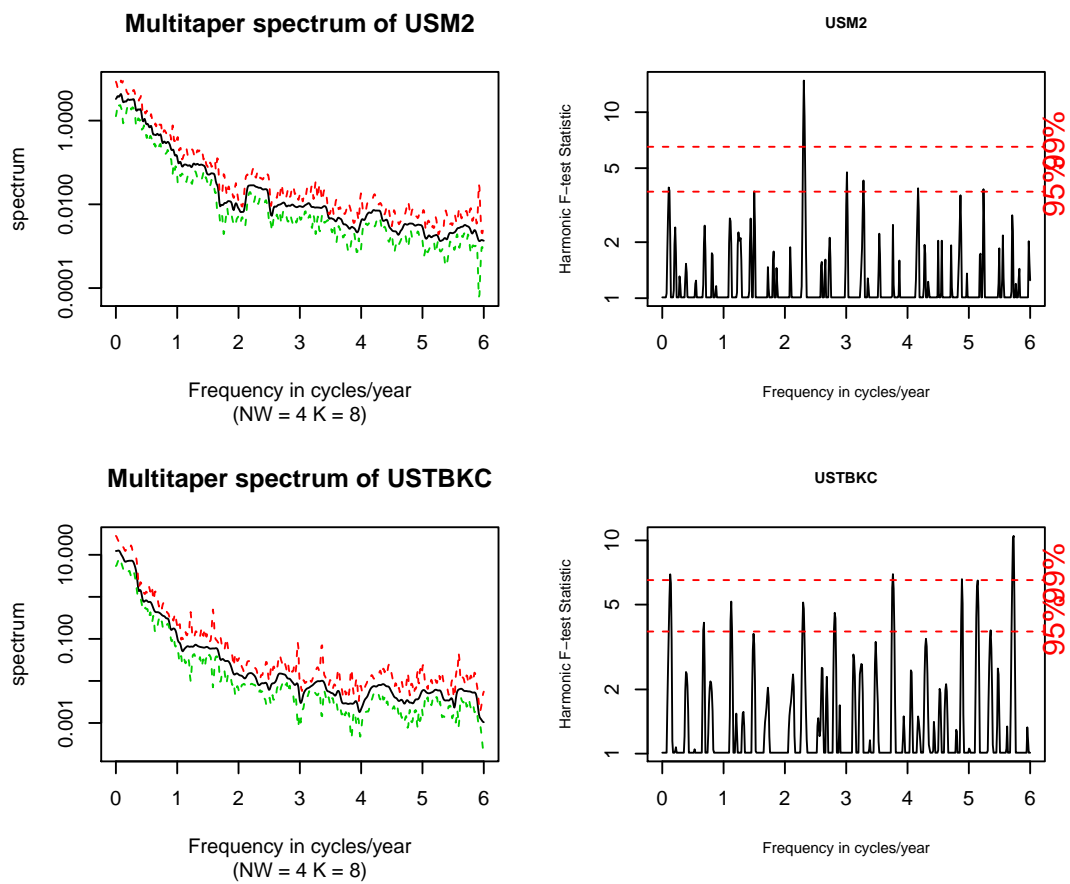 Multitaper spectrum of USM2
spectrum
1.0000
0.0100
0.0001
0 1 2 3 4 5 6
Frequency in cycles/year
(NW = 4 K = 8)
USM2
Harmonic F-test Statistic
10
5
2
1
99%
95%
0 1 2 3 4 5 6
Frequency in cycles/year
Multitaper spectrum of USTBKC
spectrum
10.000
0.100
0.001
0 1 2 3 4 5 6
Frequency in cycles/year
(NW = 4 K = 8)
USTBKC
Harmonic F-test Statistic
10
5
2
1
99%
95%
0 1 2 3 4 5 6
Frequency in cycles/year